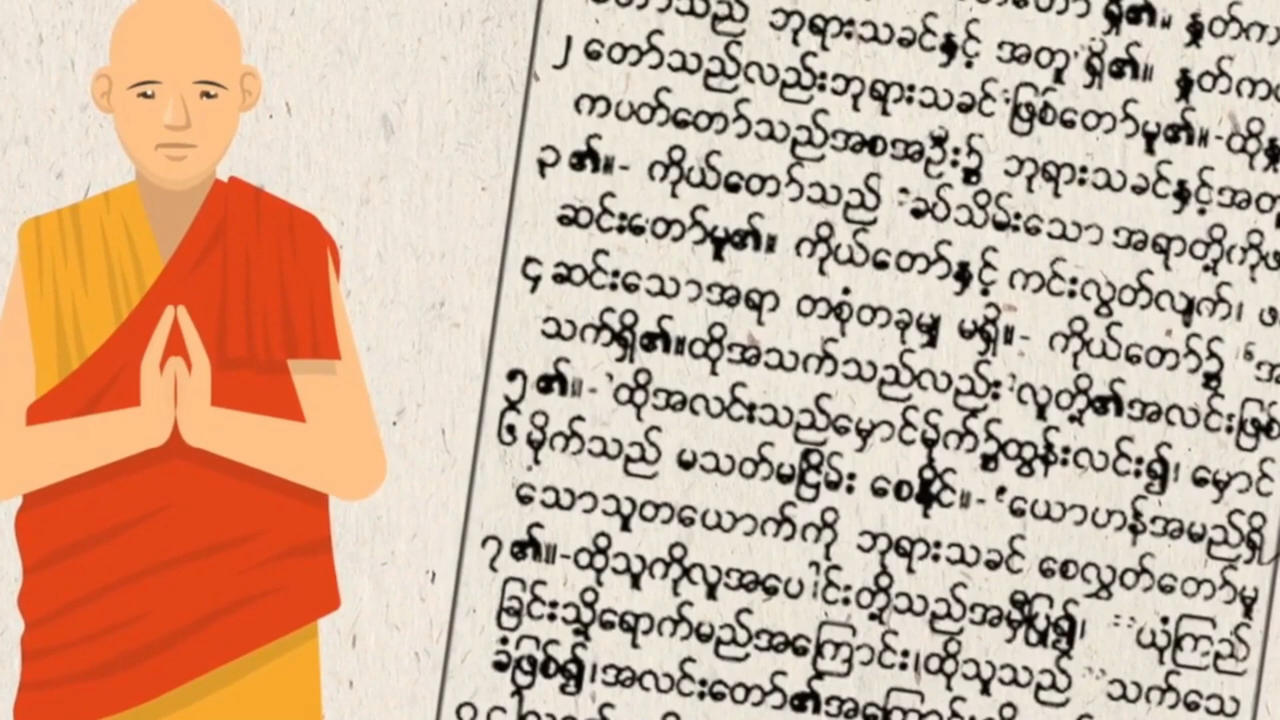 တော်သည် ဘုရားသခင်နှင့် အတူ ရှိ၏။ နှုတ်က
၂ တော်သည်လည်းဘုရားသခင် ဖြစ်တော်မူ၏။-ထိုနှု
ကပတ်တော်သည်အစအဦး၌ ဘုရားသခင်နှင့်အတူ
၃ ၏။- ကိုယ်တော်သည် ခပ်သိမ်းသော အရာတို့ကိုဖ
ဆင်းတော်မူ၏။ ကိုယ်တော်နှင့် ကင်းလွတ်လျက်၊ ဖ
၄ ဆင်းသောအရာ တစုံတခုမျှ မရှိ။- ကိုယ်တော်၌ အ
သက်ရှိ၏။ထိုအသက်သည်လည်း လူတို့၏အလင်းဖြစ်
၅ ၏။- ထိုအလင်းသည်မှောင်မိုက်၌ထွန်းလင်း၍၊ မှောင်
၆ မိုက်သည် မသတ်မငြိမ်း စေနိုင်။- ယောဟန်အမည်ရှိ
သောသူတယောက်ကို ဘုရားသခင် စေလွှတ်တော်မူ
၇ ၏။-ထိုသူကိုလူအပေါင်းတို့သည်အမှီပြု၍၊ ယုံကြည်
ခြင်းသို့ရောက်မည်အကြောင်း၊ထိုသူသည် သက်သေ
ခံဖြစ်၍၊အလင်းတော်၏အကြောင်းကို